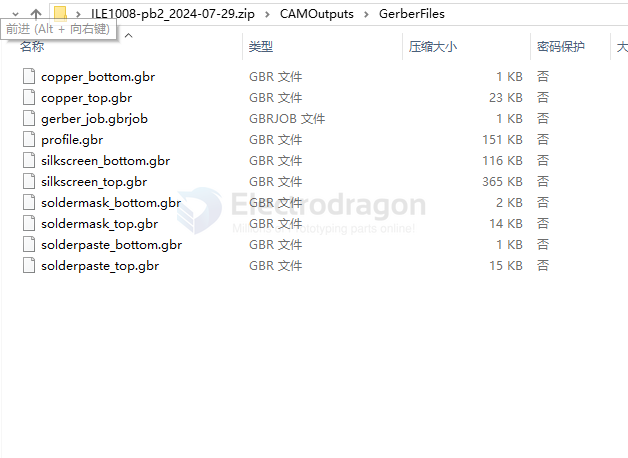 ILE1008-pb2_2024-07-29.zip > CAMOutputs > GerberFiles
前进 (Alt + 向右键)
名称 类型 压缩大小 密码保护 大
copper_bottom.gbr GBR 文件 1 KB 否
copper_top.gbr GBR 文件 23 KB 否
gerber_job.gbrjob GBRJOB 文件 1 KB 否
profile.gbr GBR 文件 151 KB 否
silkscreen_bottom.gbr GBR 文件 116 KB 否
silkscreen_top.gbr GBR 文件 365 KB 否
soldermask_bottom.gbr GBR 文件 2 KB 否
Electrodragon
soldermask_top.gbr GBR 文件 14 KB 否
solderpaste_bottom.gbr GBR 文件 1 KB 否
solderpaste_top.gbr GBR 文件 15 KB 否